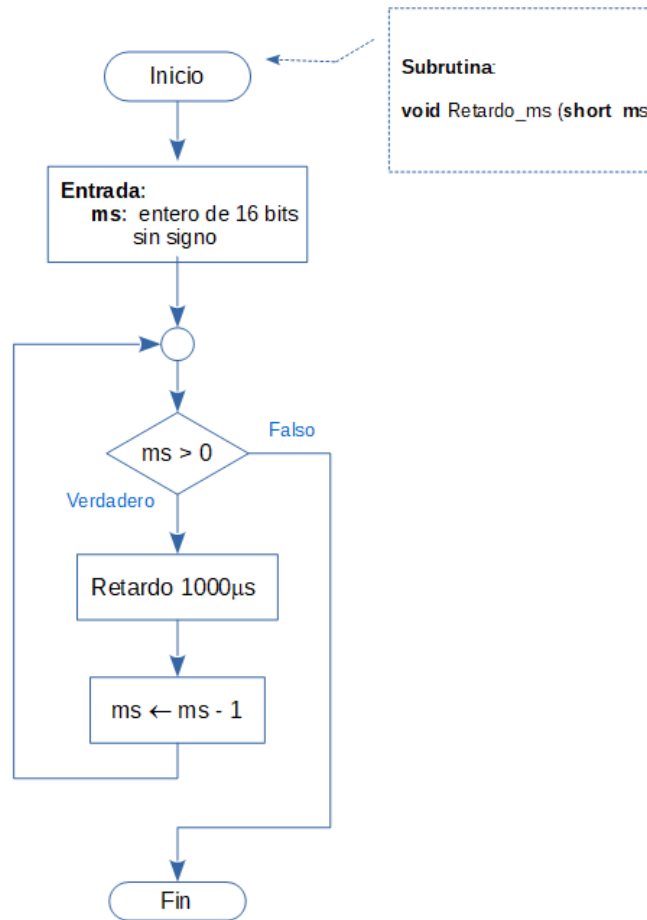 Inicio
Subrutina:
void Retardo_ms (short ms
Entrada:
ms: entero de 16 bits
sin signo
ms > 0
Falso
Verdadero
Retardo 1000μs
ms ← ms - 1
Fin